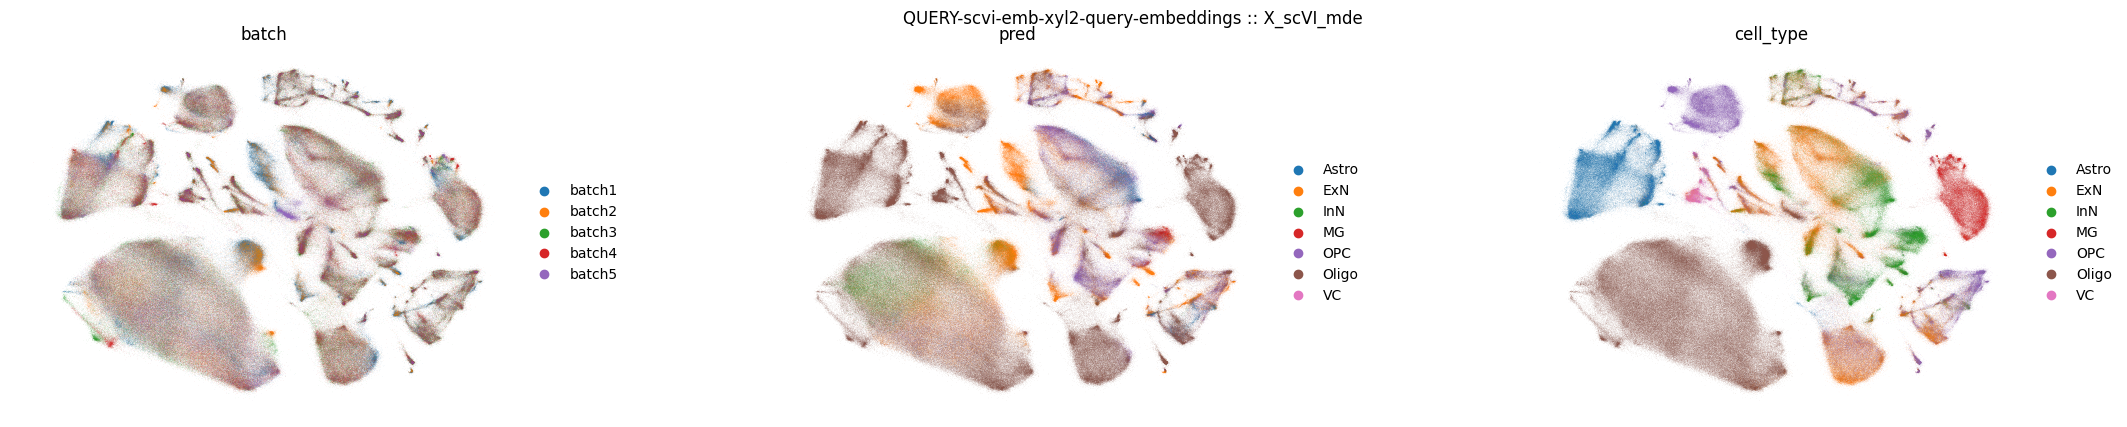 QUERY-scvi-emb-xyl2-query-embeddings :: X_scVI_mde
batch
batch1
batch2
batch3
batch4
batch5
pred
Astro
ExN
InN
MG
OPC
Oligo
VC
cell_type
Astro
ExN
InN
MG
OPC
Oligo
VC